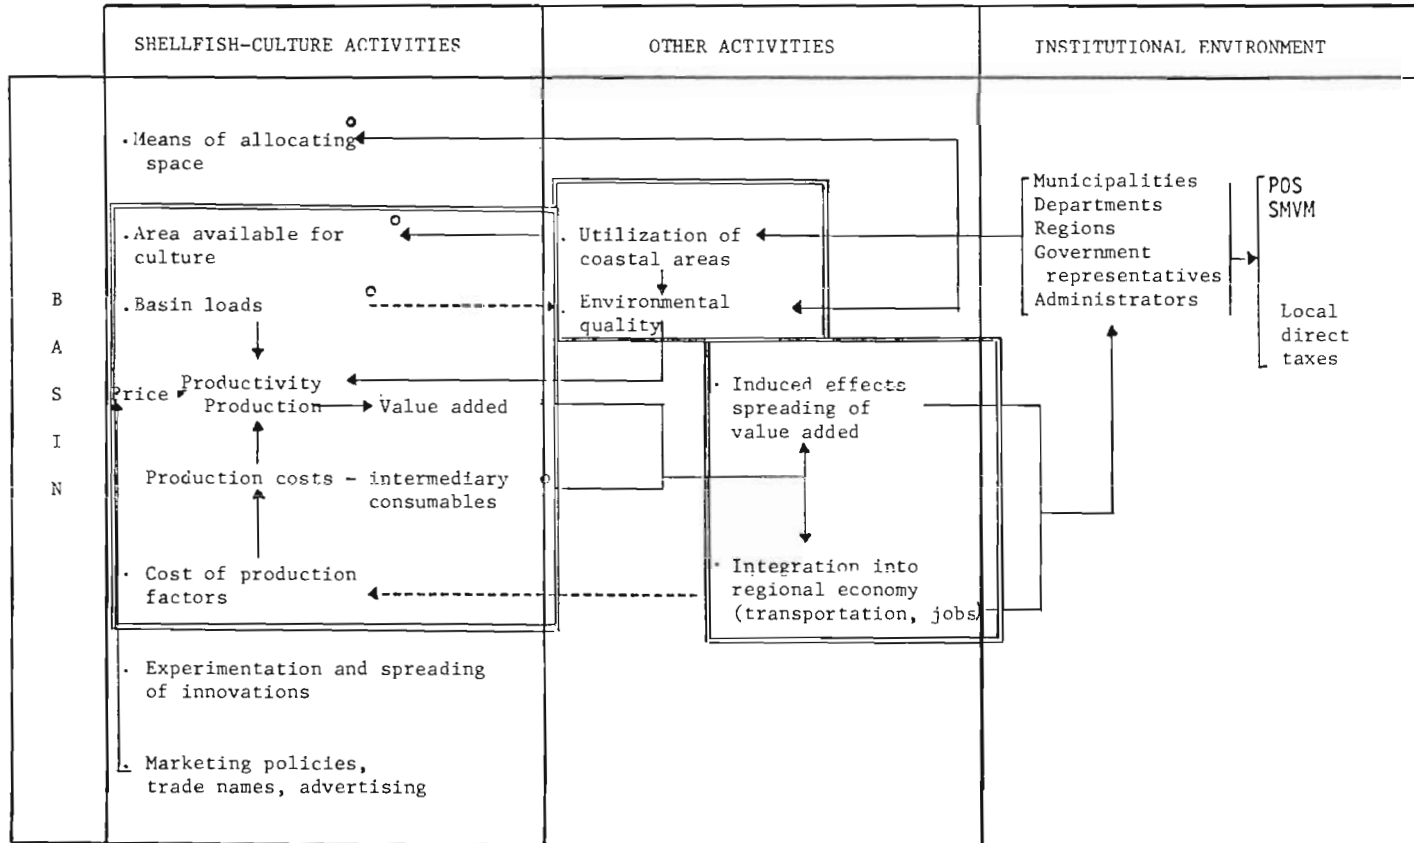 SHELLFISH-CULTURE ACTIVITIES
OTHER ACTIVITIES
INSTITUTIONAL ENVIRONMENT
B
A
S
I
N
.Means of allocating
space
.Area available for
culture
.Basin loads
Price
Productivity
Production
Value added
Production costs - intermediary
consumables
. Cost of production
factors
. Experimentation and spreading
of innovations
. Marketing policies,
trade names, advertising
. Utilization of
coastal areas
. Environmental
quality
. Induced effects
spreading of
value added
. Integration into
regional economy
(transportation, jobs)
Municipalities
Departments
Regions
Government
representatives
Administrators
POS
SMVM
Local
direct
taxes